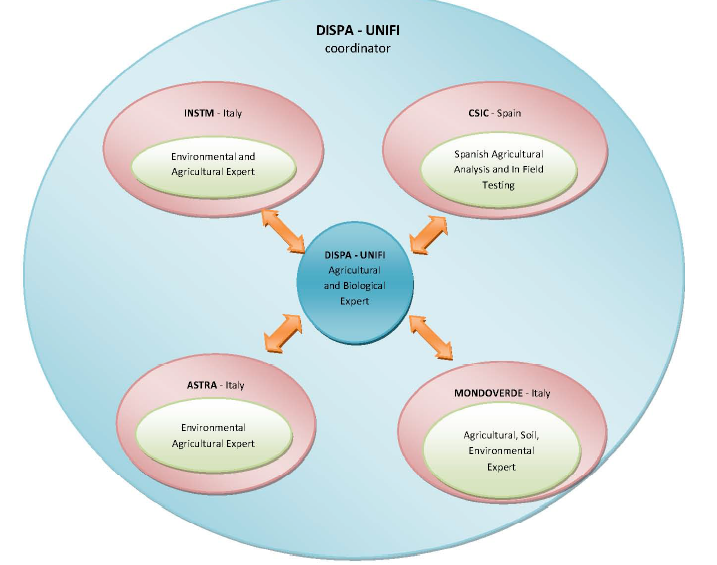 DISPA - UNIFI
coordinator
INSTM - Italy
Environmental and
Agricultural Expert
CSIC - Spain
Spanish Agricultural
Analysis and In Field
Testing
DISPA - UNIFI
Agricultural
and Biological
Expert
ASTRA - Italy
Environmental
Agricultural Expert
MONDOVERDE - Italy
Agricultural, Soil,
Environmental
Expert